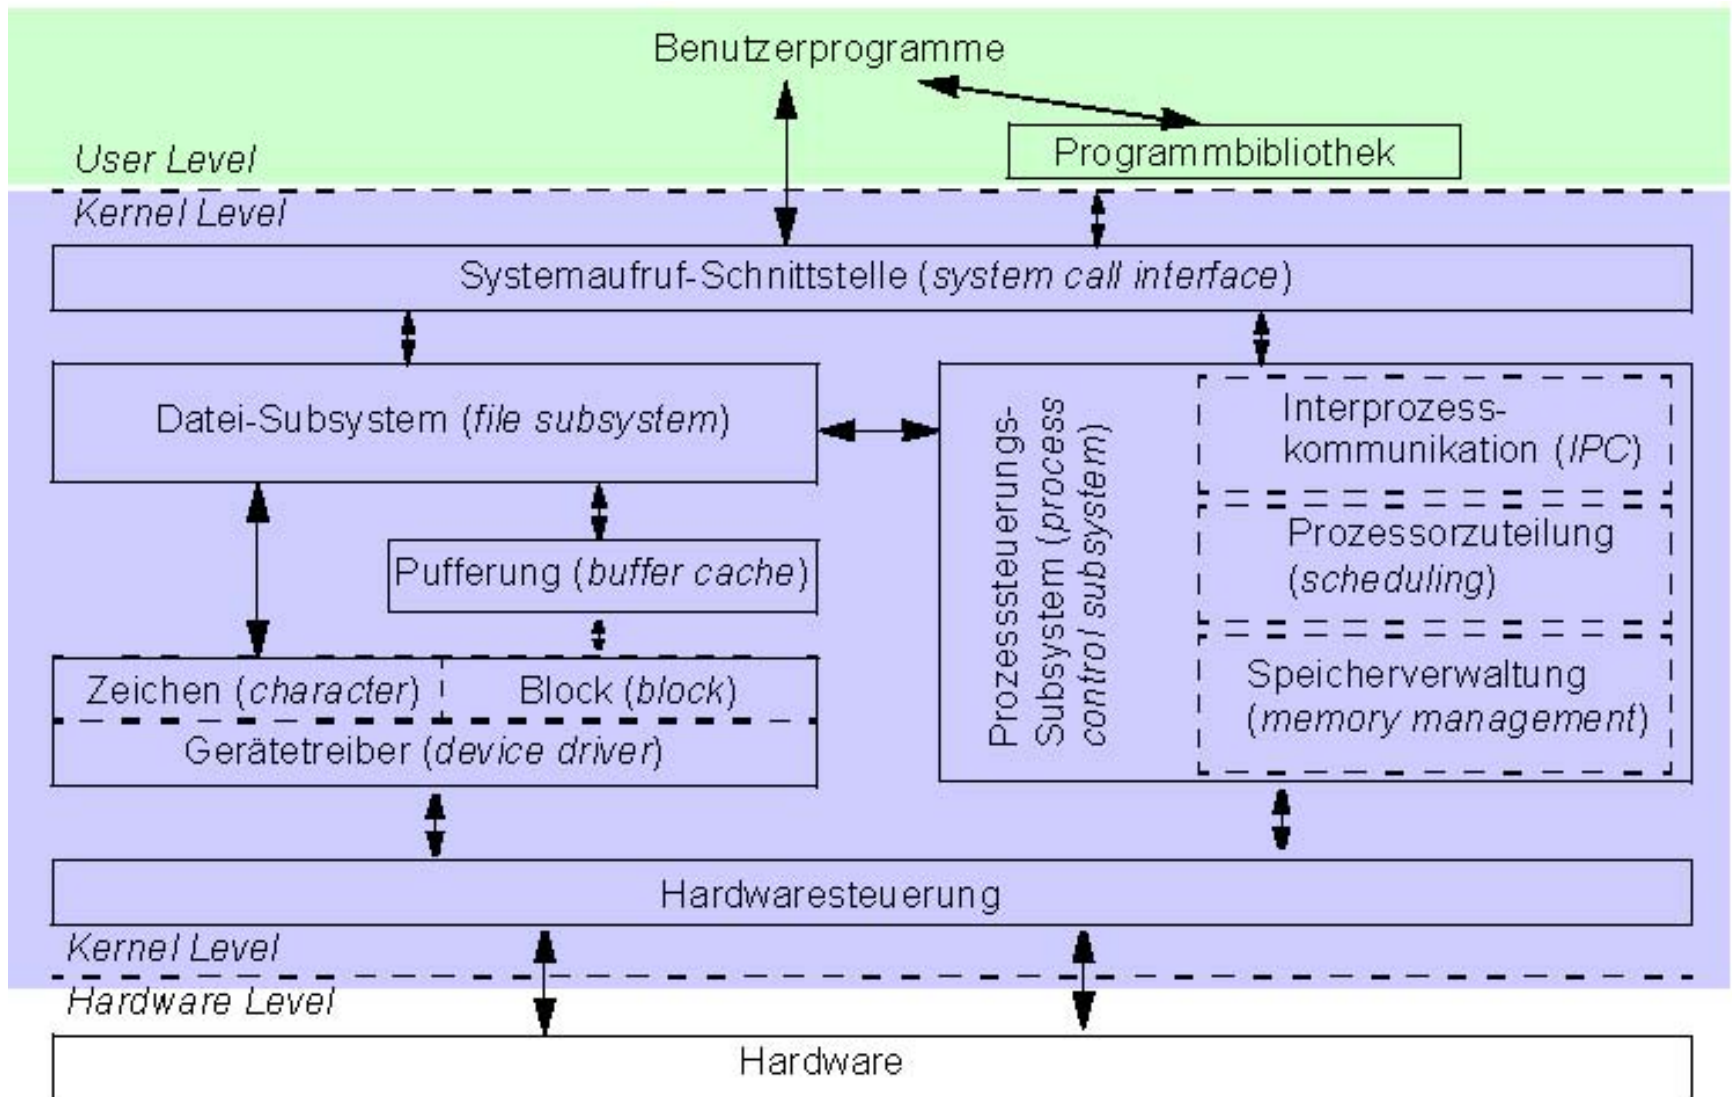 Benutzerprogramme
Programmbibliothek
User Level
Kernel Level
Systemaufruf-Schnittstelle (system call interface)
Datei-Subsystem (file subsystem)
Prozesssteuerungs-
Subsystem (process
control subsystem)
Interprozess-
kommunikation (IPC)
Prozessorzuteilung
(scheduling)
Speicherverwaltung
(memory management)
Pufferung (buffer cache)
Zeichen (character)
Block (block)
Gerätetreiber (device driver)
Hardwaresteuerung
Kernel Level
Hardware Level
Hardware